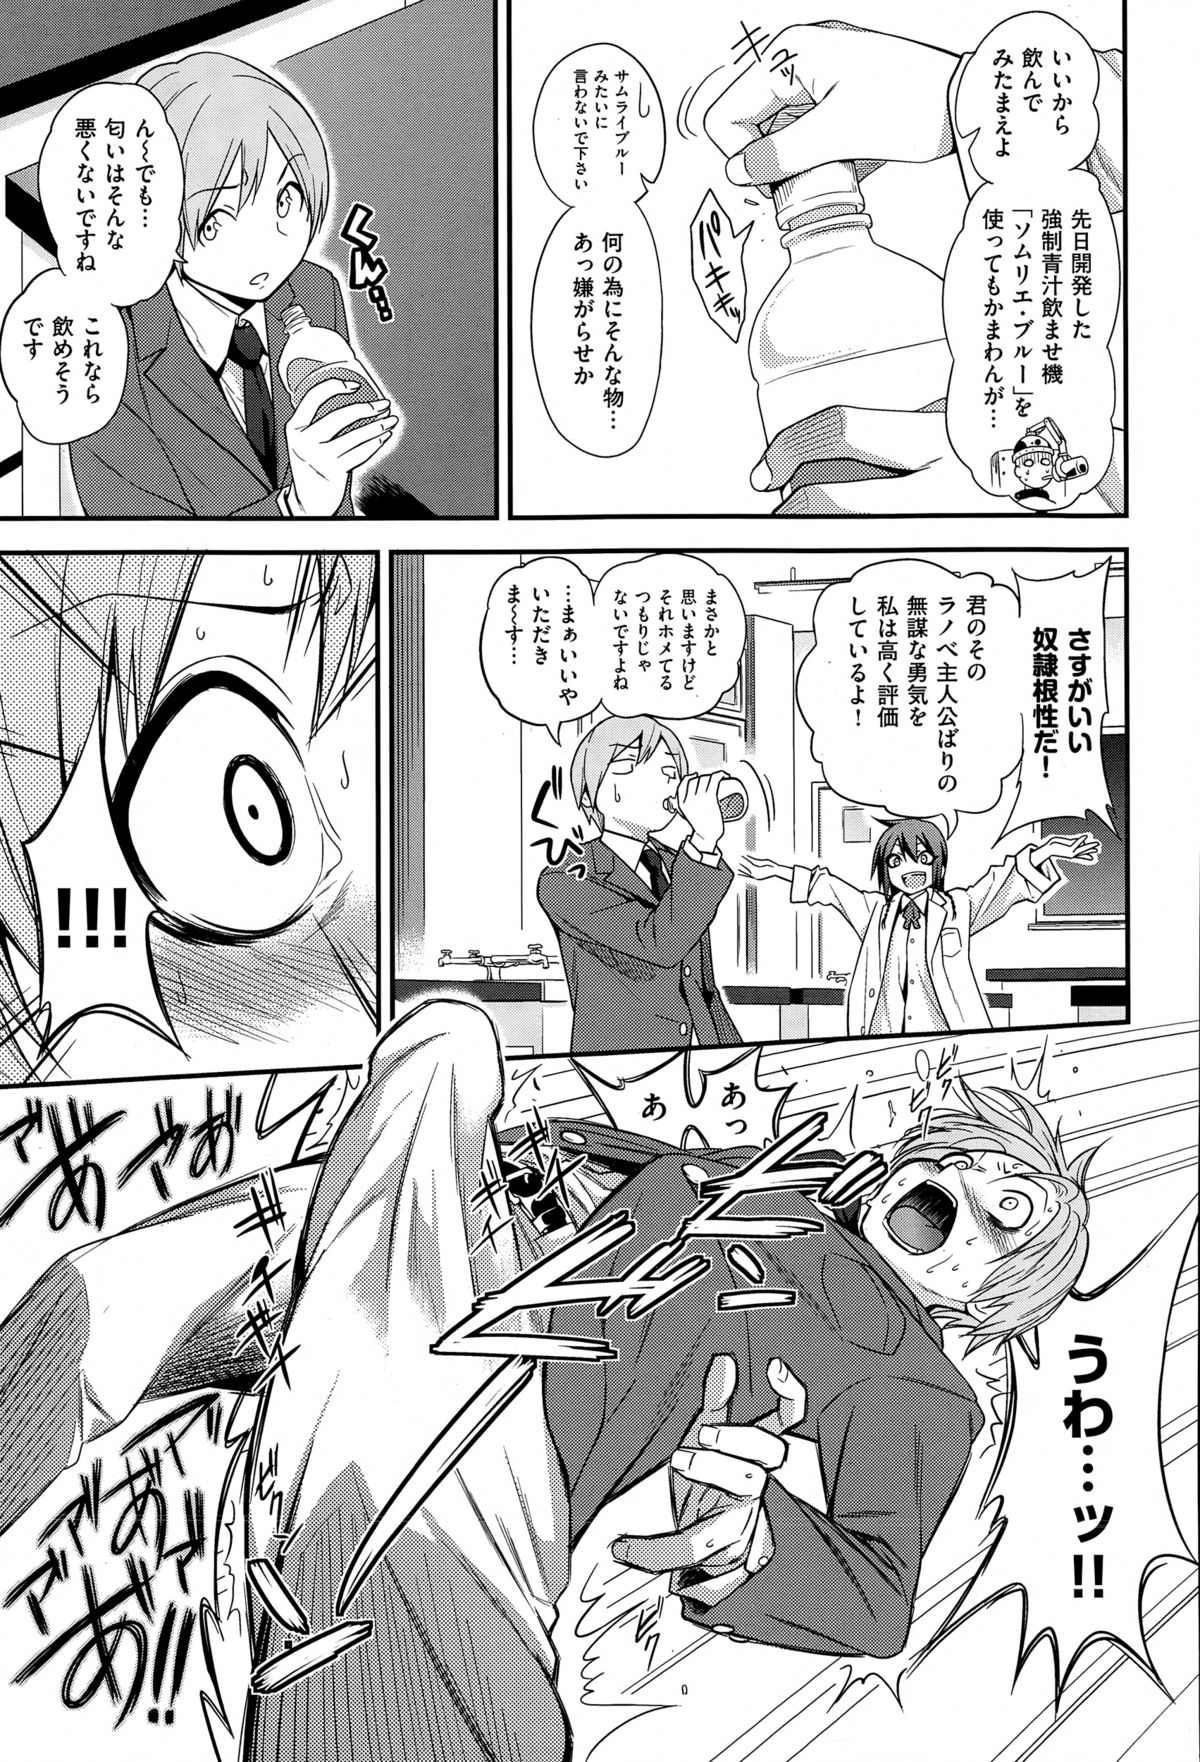 いいから
飲んで
みたまえよ
先日開発した
強制青汁飲ませ機
「ソムリエ・ブルー」を
使ってもかまわんが…
キュッ
パキキッ
サムライブルー
みたいに
言わないで下さい
何の為にそんな物…
あっ嫌がらせか
くん…
ん〜でも…
匂いはそんな
悪くないですね
これなら
飲めそう
です
さすがいい
奴隷根性だ!
君のその
ラノベ主人公ばりの
無謀な勇気を
私は高く評価
しているよ!
まさかと
思いますけど
それホメてる
つもりじゃ
ないですよね
…まぁいいや
いただき
ま〜す…
ぐびっ
!!!
うわ…ッ!!
あっ
あ
ビクビク